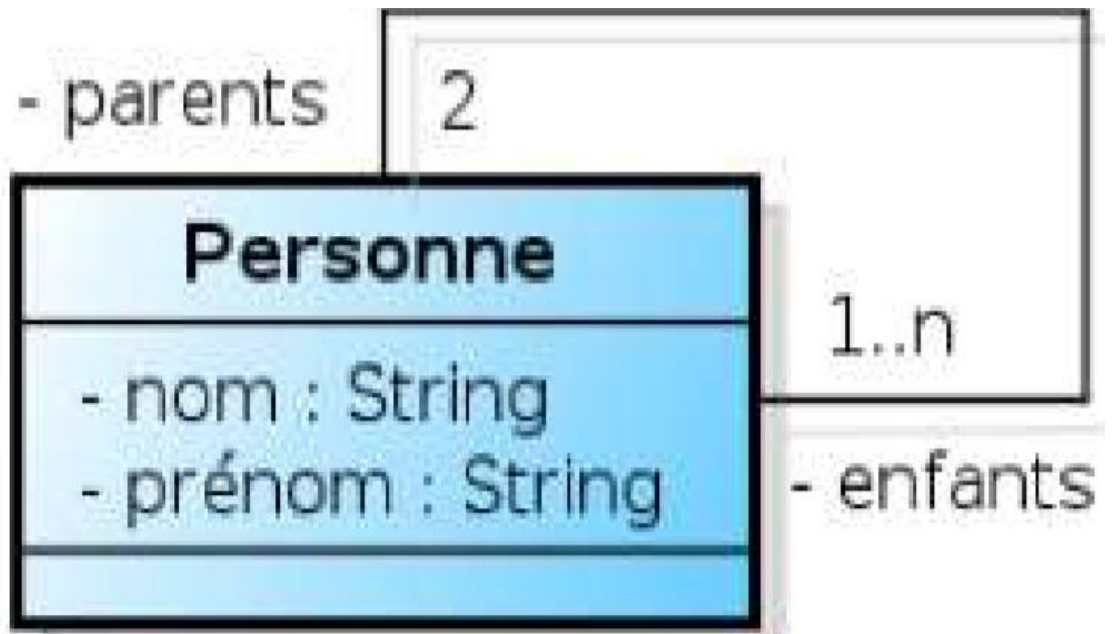 - parents
2
Personne
1..n
- nom : String
- prénom : String
- enfants